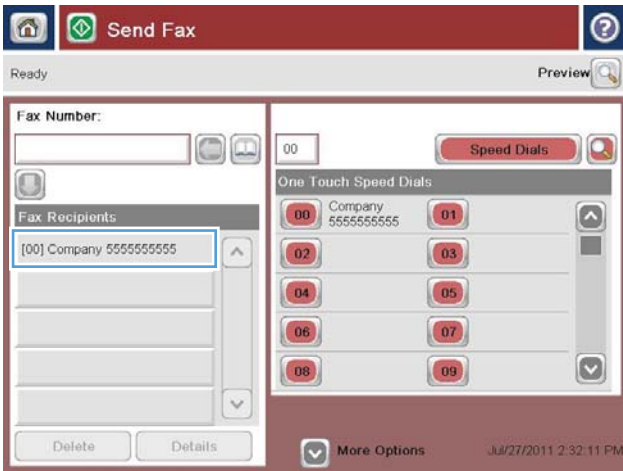 Send Fax
Ready
Preview
Fax Number:
00
Speed Dials
One Touch Speed Dials
00 Company 5555555555
01
02
03
04
05
06
07
08
09
Fax Recipients
[00] Company 5555555555
Delete
Details
More Options
Jul/27/2011 2:32:11 PM